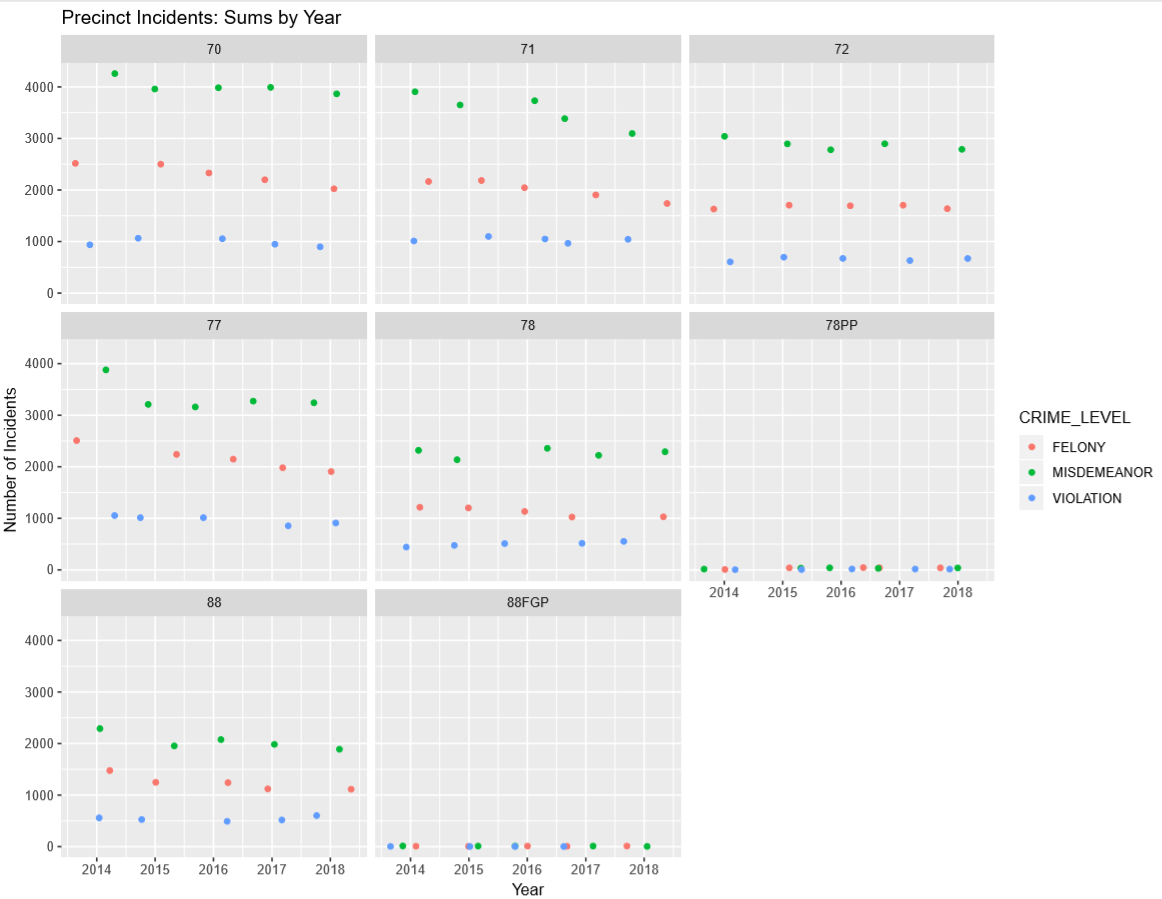 Precinct Incidents: Sums by Year
70 71 72
4000
3000
2000
1000
0
77 78 78PP
4000
3000
2000
1000
0
2014 2015 2016 2017 2018
88 88FGP
4000
3000
2000
1000
0
2014 2015 2016 2017 2018 2014 2015 2016 2017 2018
Year
Number of Incidents
CRIME_LEVEL
FELONY
MISDEMEANOR
VIOLATION